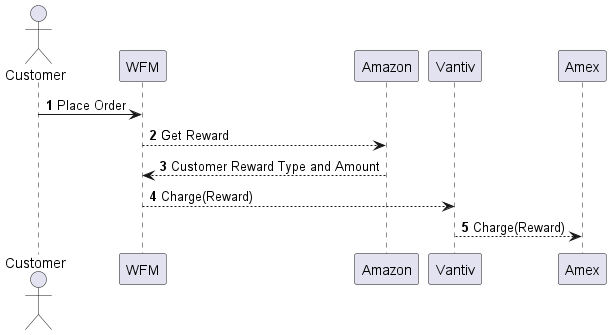 Customer
WFM
Amazon
Vantiv
Amex
1 Place Order
2 Get Reward
3 Customer Reward Type and Amount
4 Charge(Reward)
5 Charge(Reward)
Customer
WFM
Amazon
Vantiv
Amex